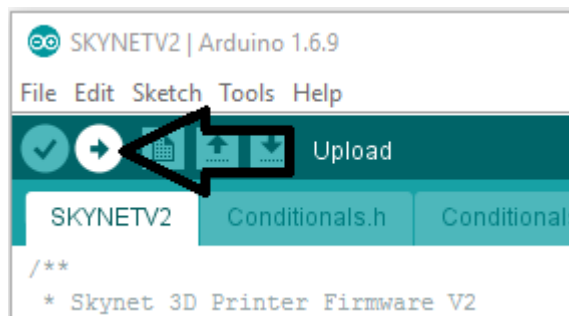 SKYNETV2 | Arduino 1.6.9
File Edit Sketch Tools Help
Upload
SKYNETV2 Conditionals.h Conditional
/**
* Skynet 3D Printer Firmware V2